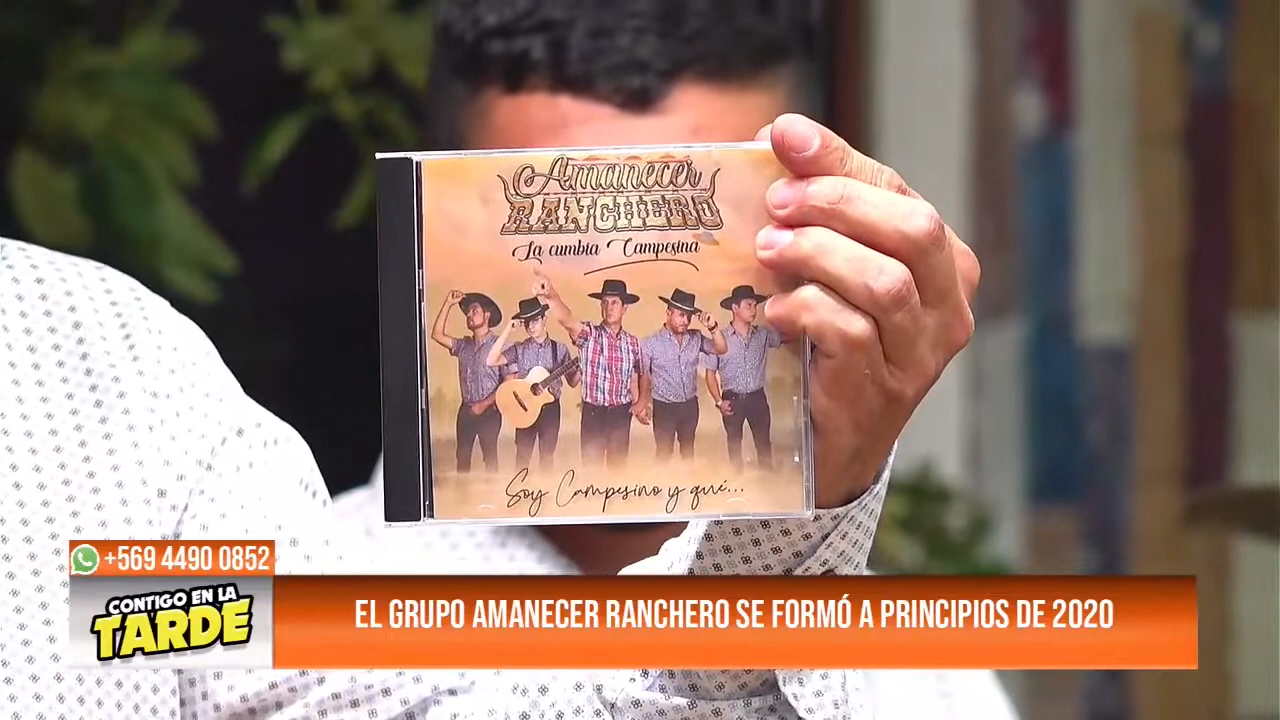 Amanecer
RANCHERO
La cumbia Campesina
Soy Campesino y qué...
+569 4490 0852
CONTIGO EN LA
TARDE
EL GRUPO AMANECER RANCHERO SE FORMÓ A PRINCIPIOS DE 2020